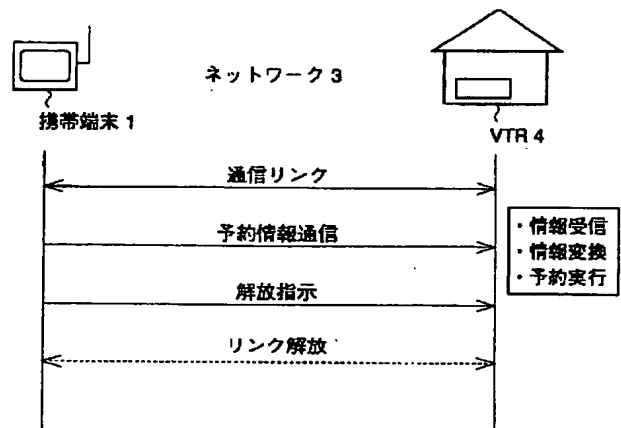 ネットワーク 3
携帯端末 1
VTR 4
通信リンク
予約情報通信
・情報受信
・情報変換
・予約実行
解放指示
リンク解放